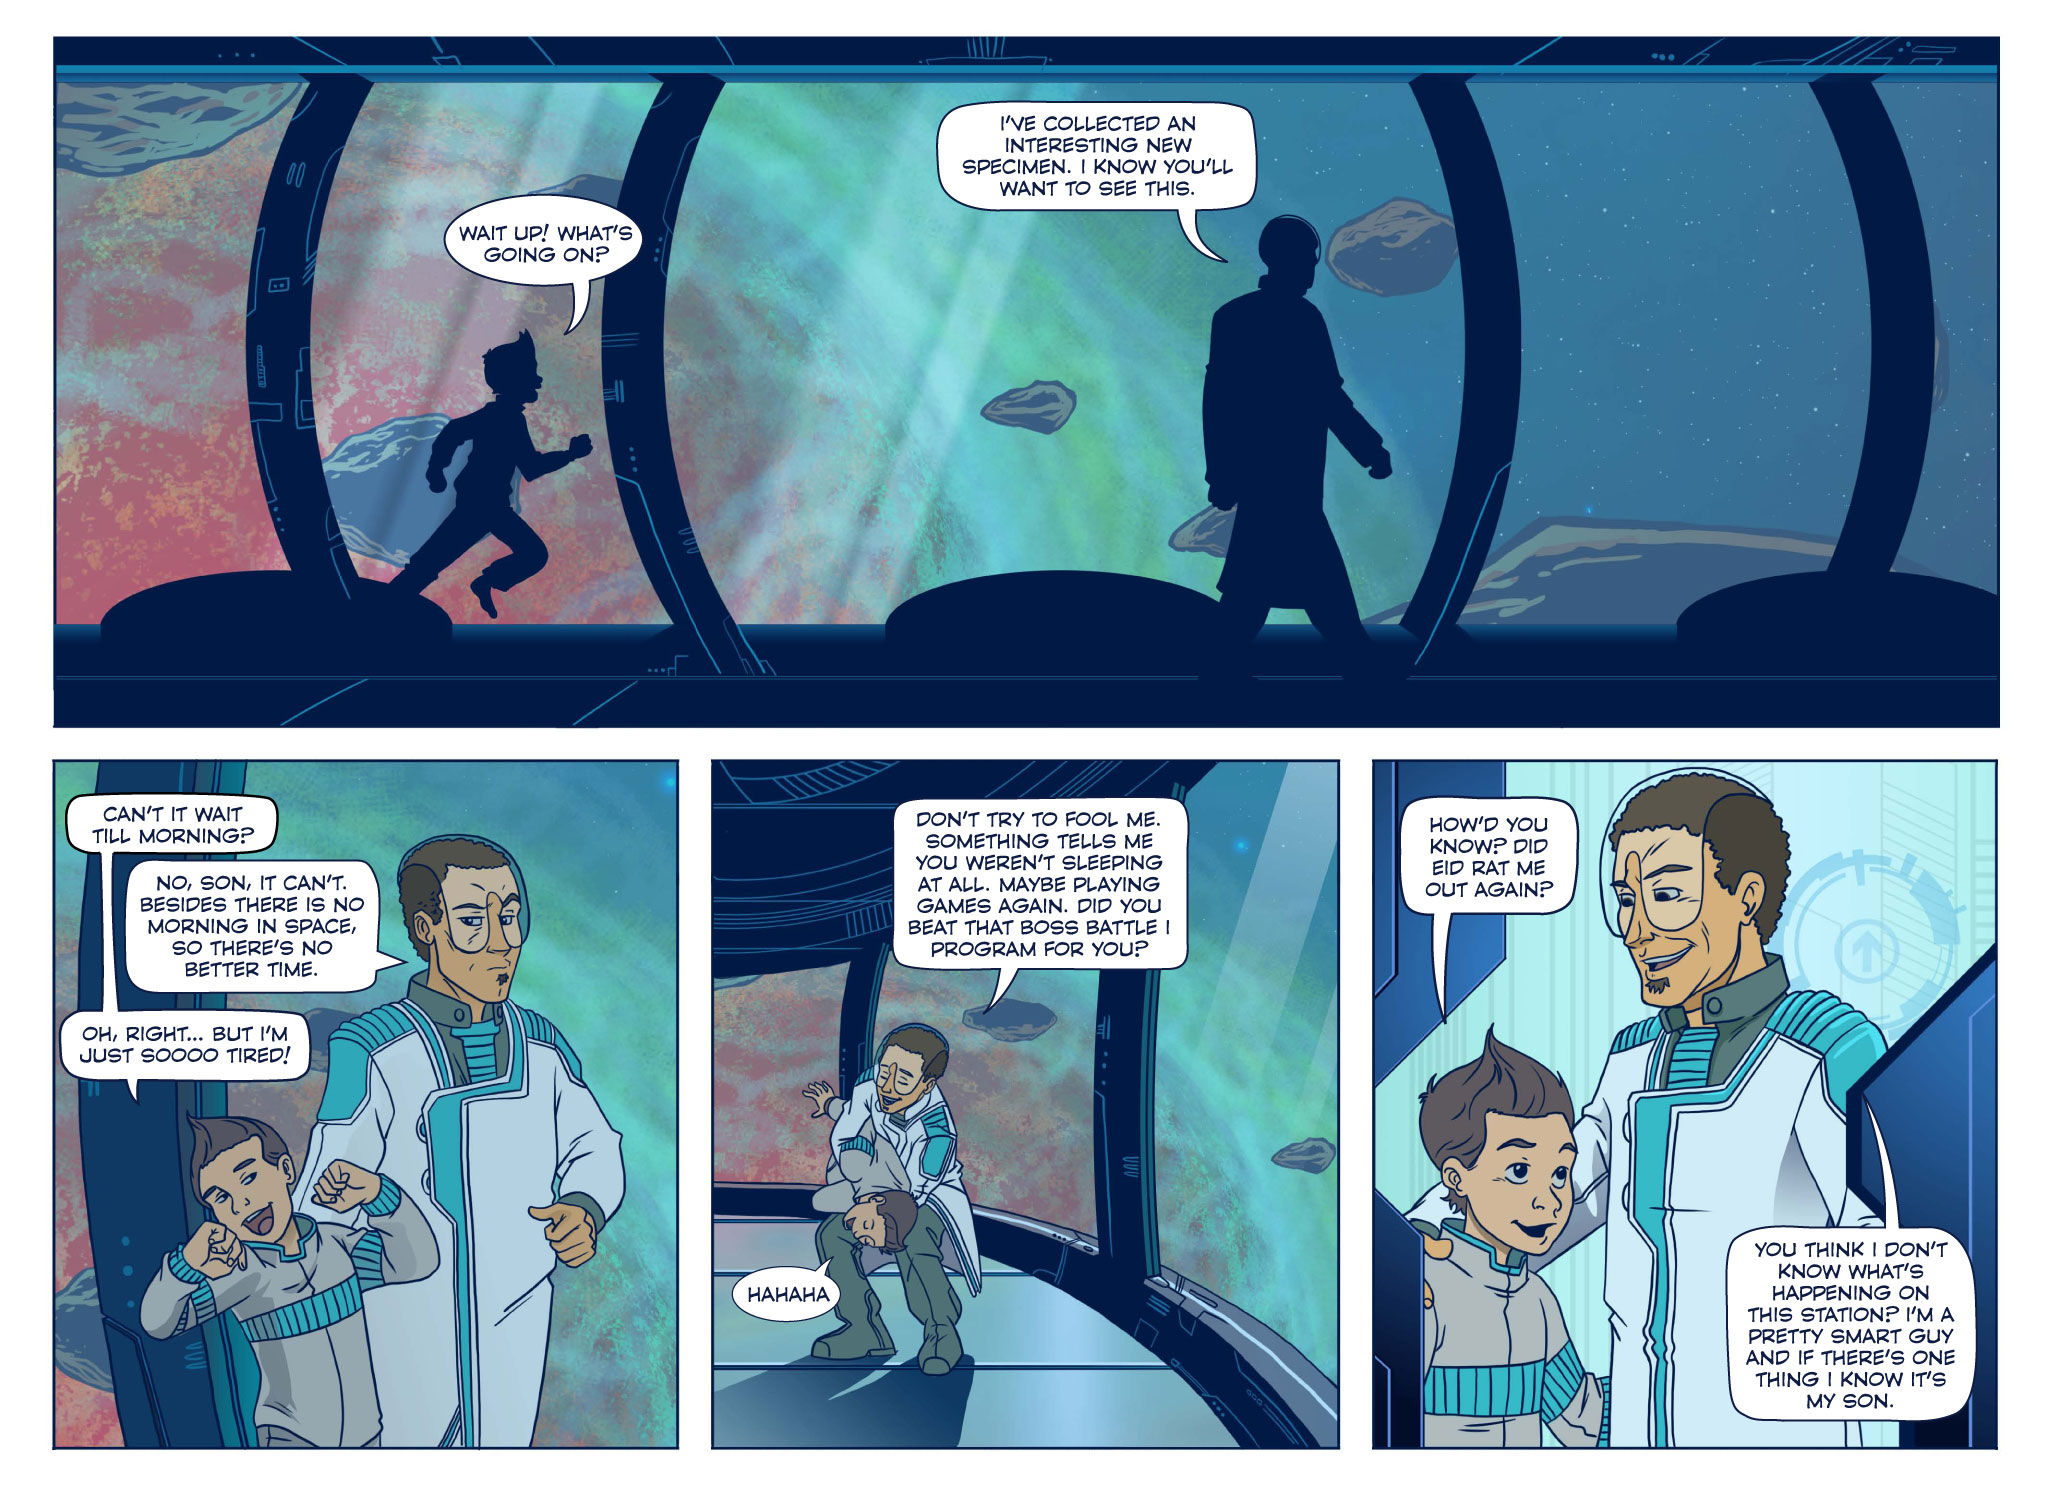 WAIT UP! WHAT'S
GOING ON?
I'VE COLLECTED AN
INTERESTING NEW
SPECIMEN. I KNOW YOU'LL
WANT TO SEE THIS.
CAN'T IT WAIT
TILL MORNING?
NO, SON, IT CAN'T.
BESIDES THERE IS NO
MORNING IN SPACE,
SO THERE'S NO
BETTER TIME.
OH, RIGHT... BUT I'M
JUST SOOOO TIRED!
DON'T TRY TO FOOL ME.
SOMETHING TELLS ME
YOU WEREN'T SLEEPING
AT ALL. MAYBE PLAYING
GAMES AGAIN. DID YOU
BEAT THAT BOSS BATTLE I
PROGRAM FOR YOU?
HAHAHA
HOW'D YOU
KNOW? DID
EID RAT ME
OUT AGAIN?
YOU THINK I DON'T
KNOW WHAT'S
HAPPENING ON
THIS STATION? I'M A
PRETTY SMART GUY
AND IF THERE'S ONE
THING I KNOW IT'S
MY SON.